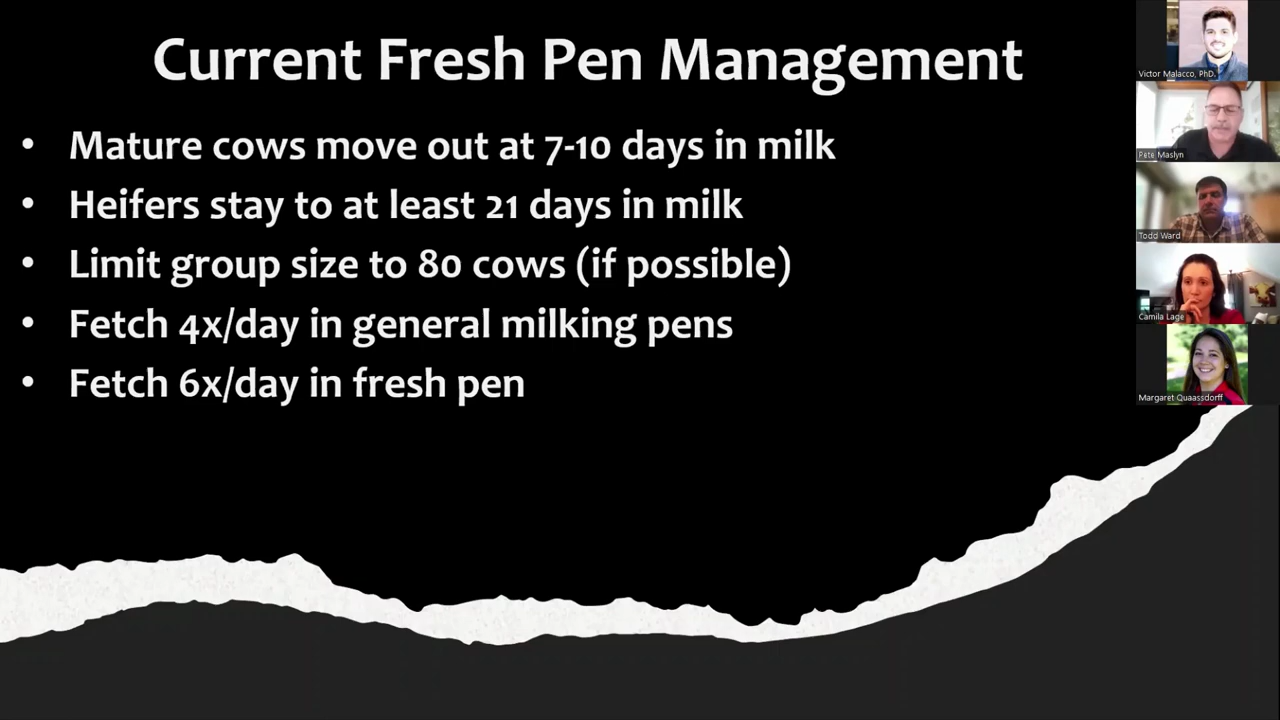 Current Fresh Pen Management
• Mature cows move out at 7-10 days in milk
• Heifers stay to at least 21 days in milk
• Limit group size to 80 cows (if possible)
• Fetch 4x/day in general milking pens
• Fetch 6x/day in fresh pen
Victor Malacco, PhD.
Pete Maslyn
Todd Ward
Camila Lage
Margaret Quaassdorff